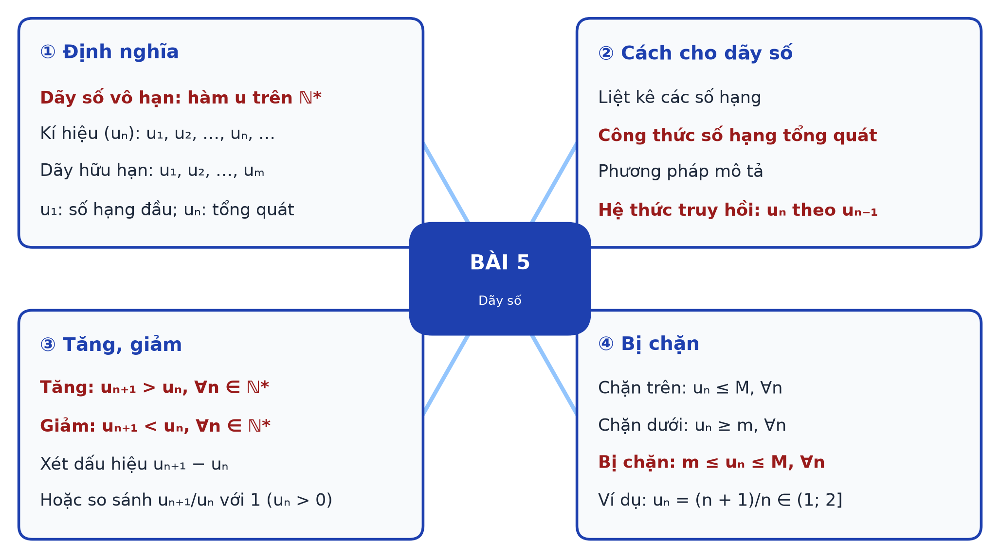 ① Định nghĩa
Dãy số vô hạn: hàm u trên ℕ*
Kí hiệu (uₙ): u₁, u₂, …, uₙ, …
Dãy hữu hạn: u₁, u₂, …, uₘ
u₁: số hạng đầu; uₙ: tổng quát
② Cách cho dãy số
Liệt kê các số hạng
Công thức số hạng tổng quát
Phương pháp mô tả
Hệ thức truy hồi: uₙ theo uₙ₋₁
BÀI 5
Dãy số
③ Tăng, giảm
Tăng: uₙ₊₁ > uₙ, ∀n ∈ ℕ*
Giảm: uₙ₊₁ < uₙ, ∀n ∈ ℕ*
Xét dấu hiệu uₙ₊₁ − uₙ
Hoặc so sánh uₙ₊₁/uₙ với 1 (uₙ > 0)
④ Bị chặn
Chặn trên: uₙ ≤ M, ∀n
Chặn dưới: uₙ ≥ m, ∀n
Bị chặn: m ≤ uₙ ≤ M, ∀n
Ví dụ: uₙ = (n + 1)/n ∈ (1; 2]